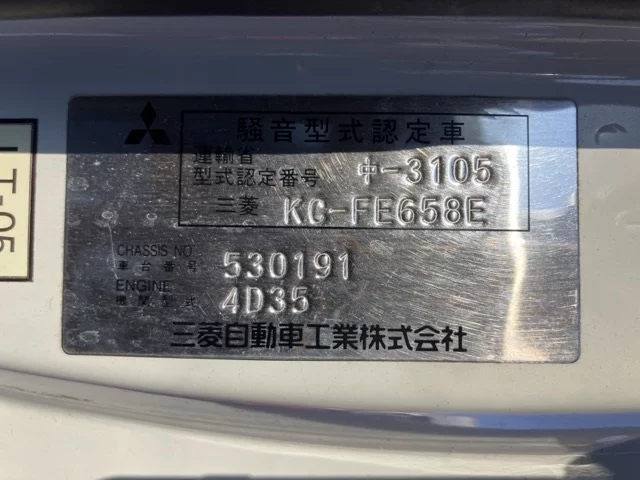 騒音型式認定車
運輸省
型式認定番号 中-3105
三菱 KC-FE658E
CHASSIS NO
車台番号 530191
ENGINE
機関型式 4D35
三菱自動車工業株式会社
T-05